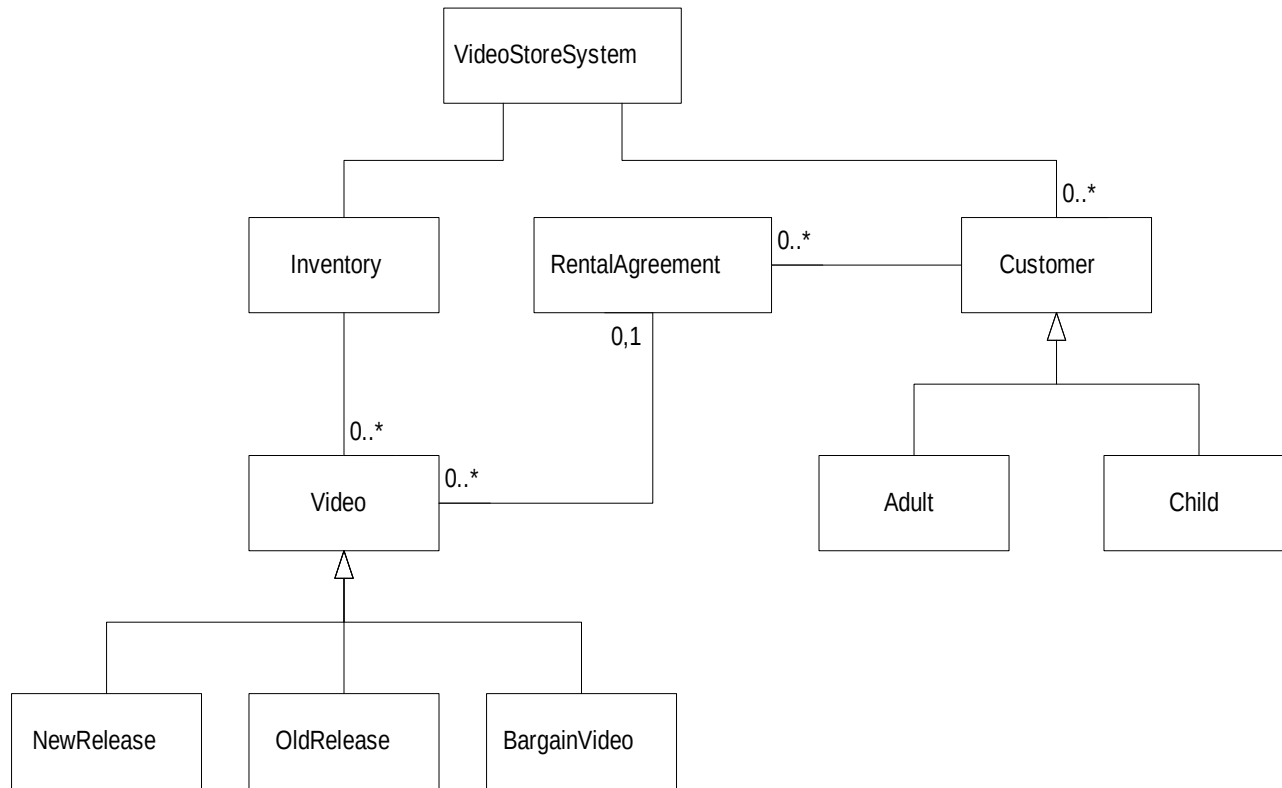 VideoStoreSystem
0..*
Inventory
RentalAgreement
0..*
Customer
0,1
0..*
Video
0..*
Adult
Child
NewRelease
OldRelease
BargainVideo